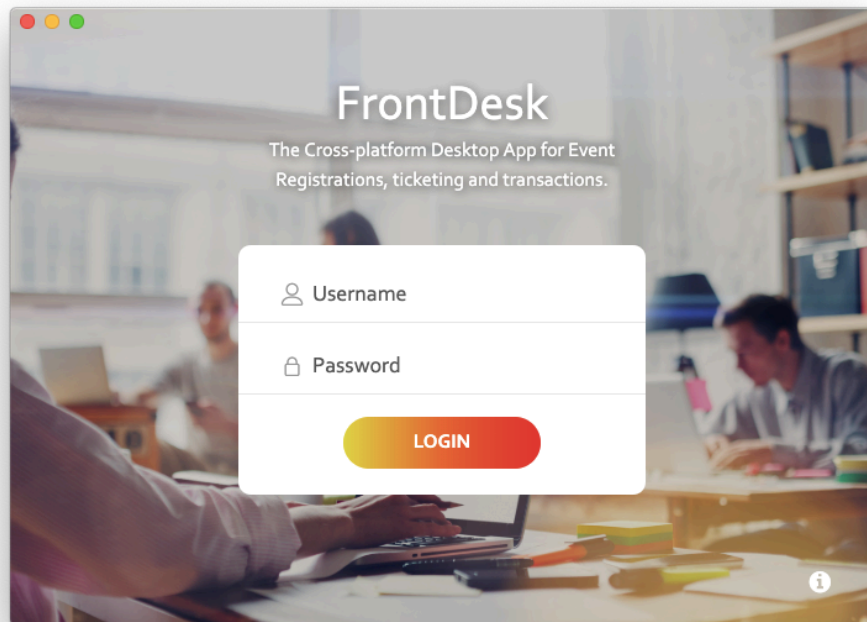 FrontDesk
The Cross-platform Desktop App for Event
Registrations, ticketing and transactions.
Username
Password
LOGIN